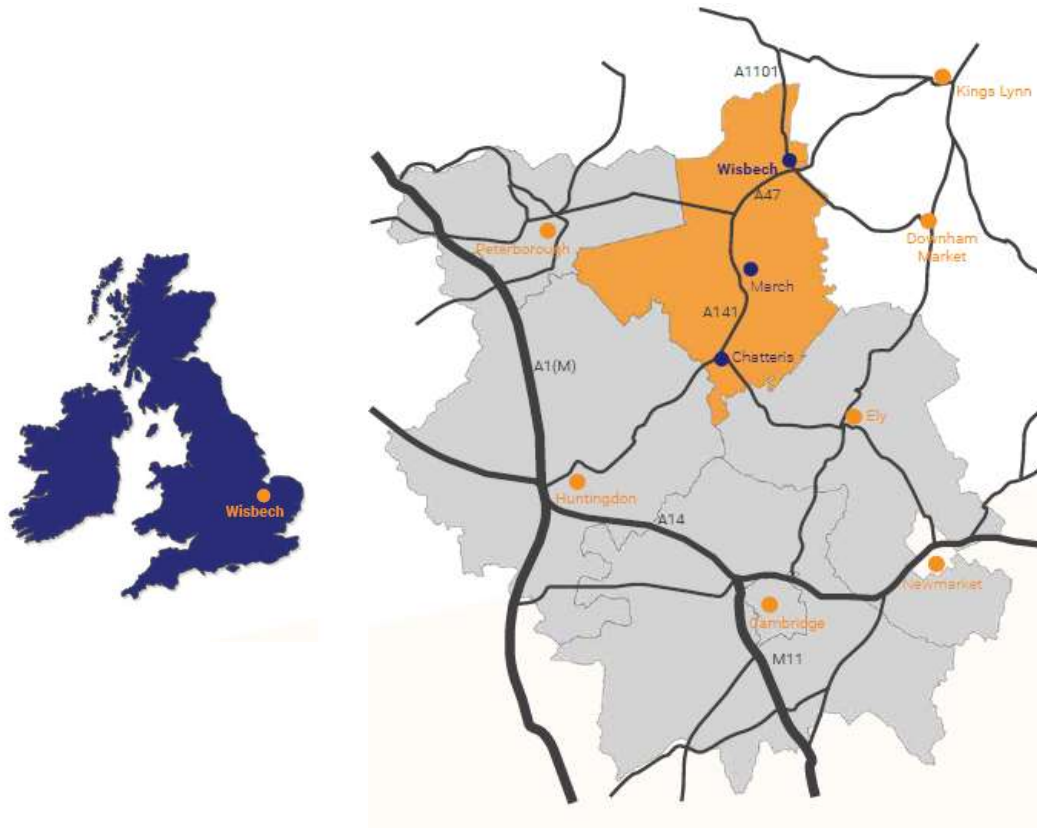 A1101
Kings Lynn
Wisbech
A47
Peterborough
Downham
Market
March
A141
Chatteris
A1(M)
Ely
Huntingdon
Wisbech
A14
Newmarket
Cambridge
M11